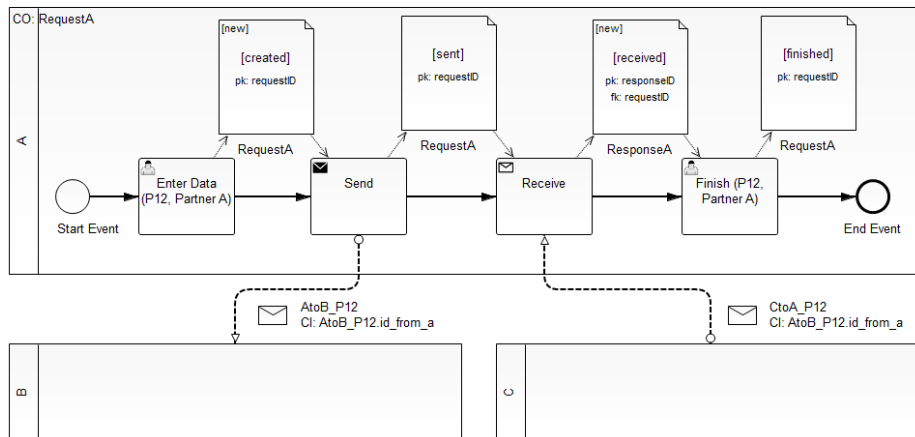 CO: RequestA
[new]
[created]
pk: requestID
[sent]
pk: requestID
[new]
[received]
pk: responseID
fk: requestID
[finished]
pk: requestID
A
RequestA
RequestA
ResponseA
RequestA
Enter Data
(P12, Partner A)
Send
Receive
Finish (P12,
Partner A)
Start Event
End Event
AtoB_P12
CI: AtoB_P12.id_from_a
CtoA_P12
CI: AtoB_P12.id_from_a
B
C